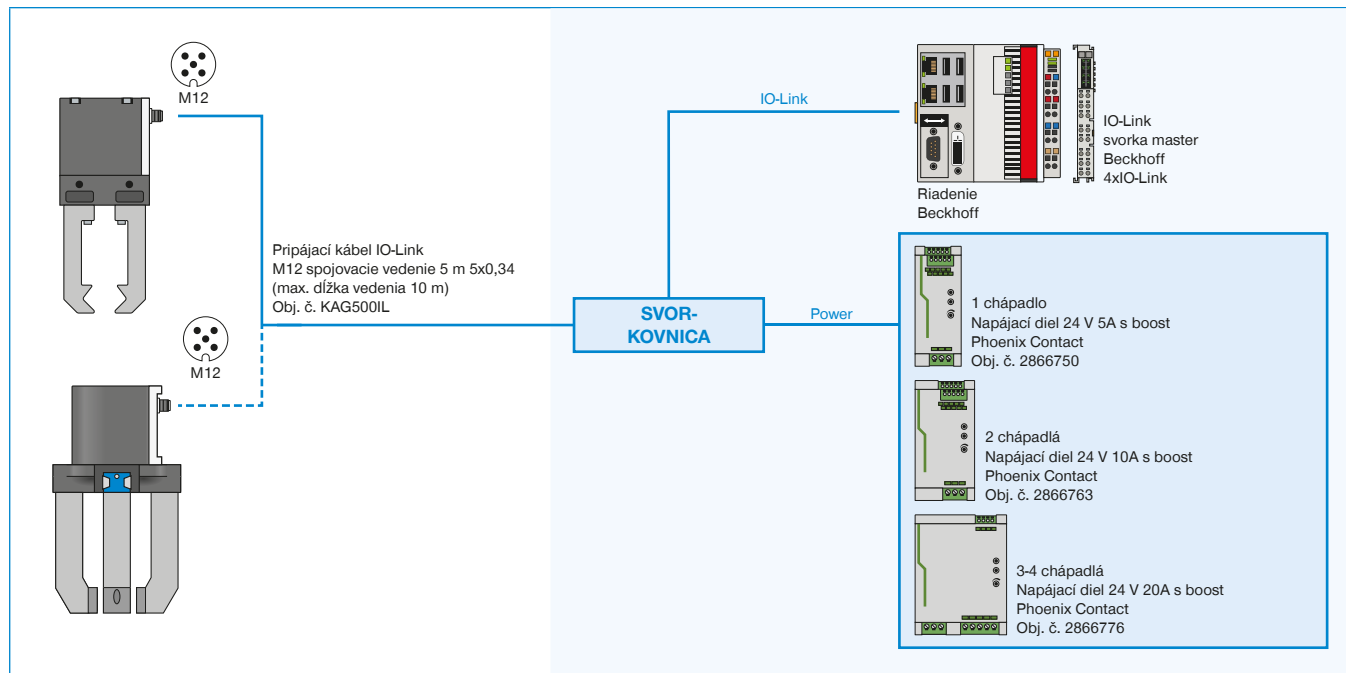 M12
Pripájací kábel IO-Link
M12 spojovacie vedenie 5 m 5x0,34
(max. dĺžka vedenia 10 m)
Obj. č. KAG500IL
M12
SVOR-
KOVNICA
IO-Link
Power
Riadenie
Beckhoff
IO-Link
svorka master
Beckhoff
4xIO-Link
1 chápadlo
Napájací diel 24 V 5A s boost
Phoenix Contact
Obj. č. 2866750
2 chápadlá
Napájací diel 24 V 10A s boost
Phoenix Contact
Obj. č. 2866763
3-4 chápadlá
Napájací diel 24 V 20A s boost
Phoenix Contact
Obj. č. 2866776